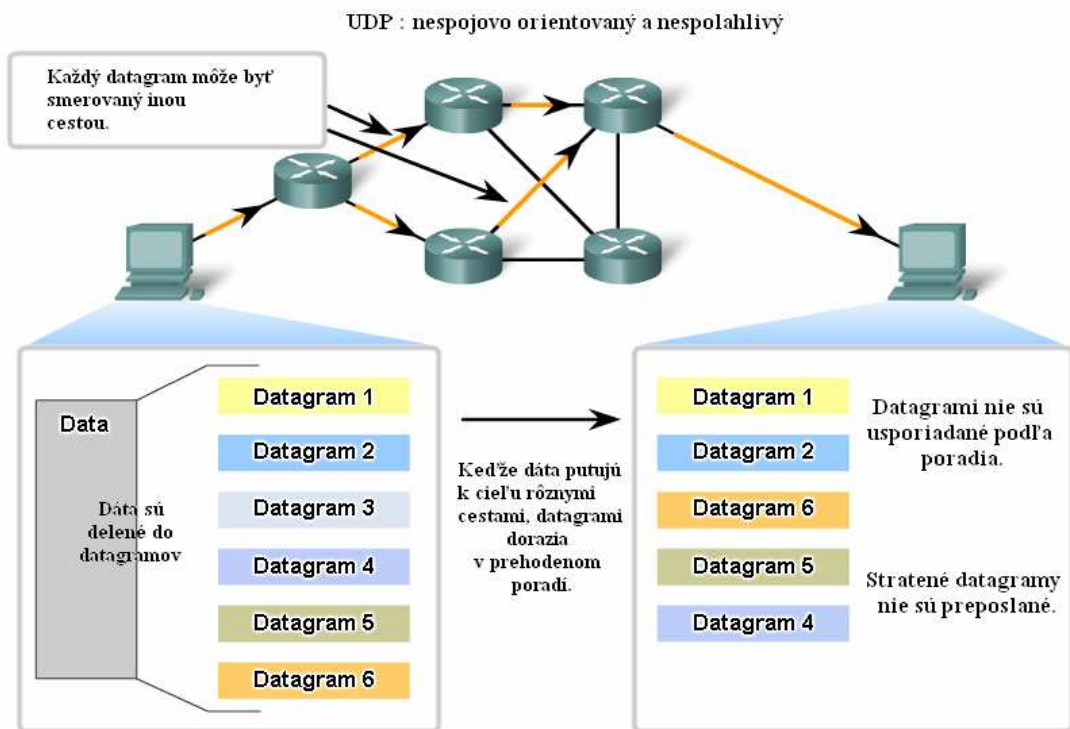 UDP : nespojovo orientovaný a nespolahlivý
Každý datagram môže byť
smerovaný inou
cestou.
Data
Dáta sú
delené do
datagramov
Datagram 1
Datagram 2
Datagram 3
Datagram 4
Datagram 5
Datagram 6
Keďže dáta putujú
k cieľu rôznymi
cestami, datagrami
dorazia
v prehodenom
poradí.
Datagram 1
Datagram 2
Datagram 6
Datagram 5
Datagram 4
Datagrami nie sú
usporiadané podľa
poradia.
Stratené datagramy
nie sú preposlané.